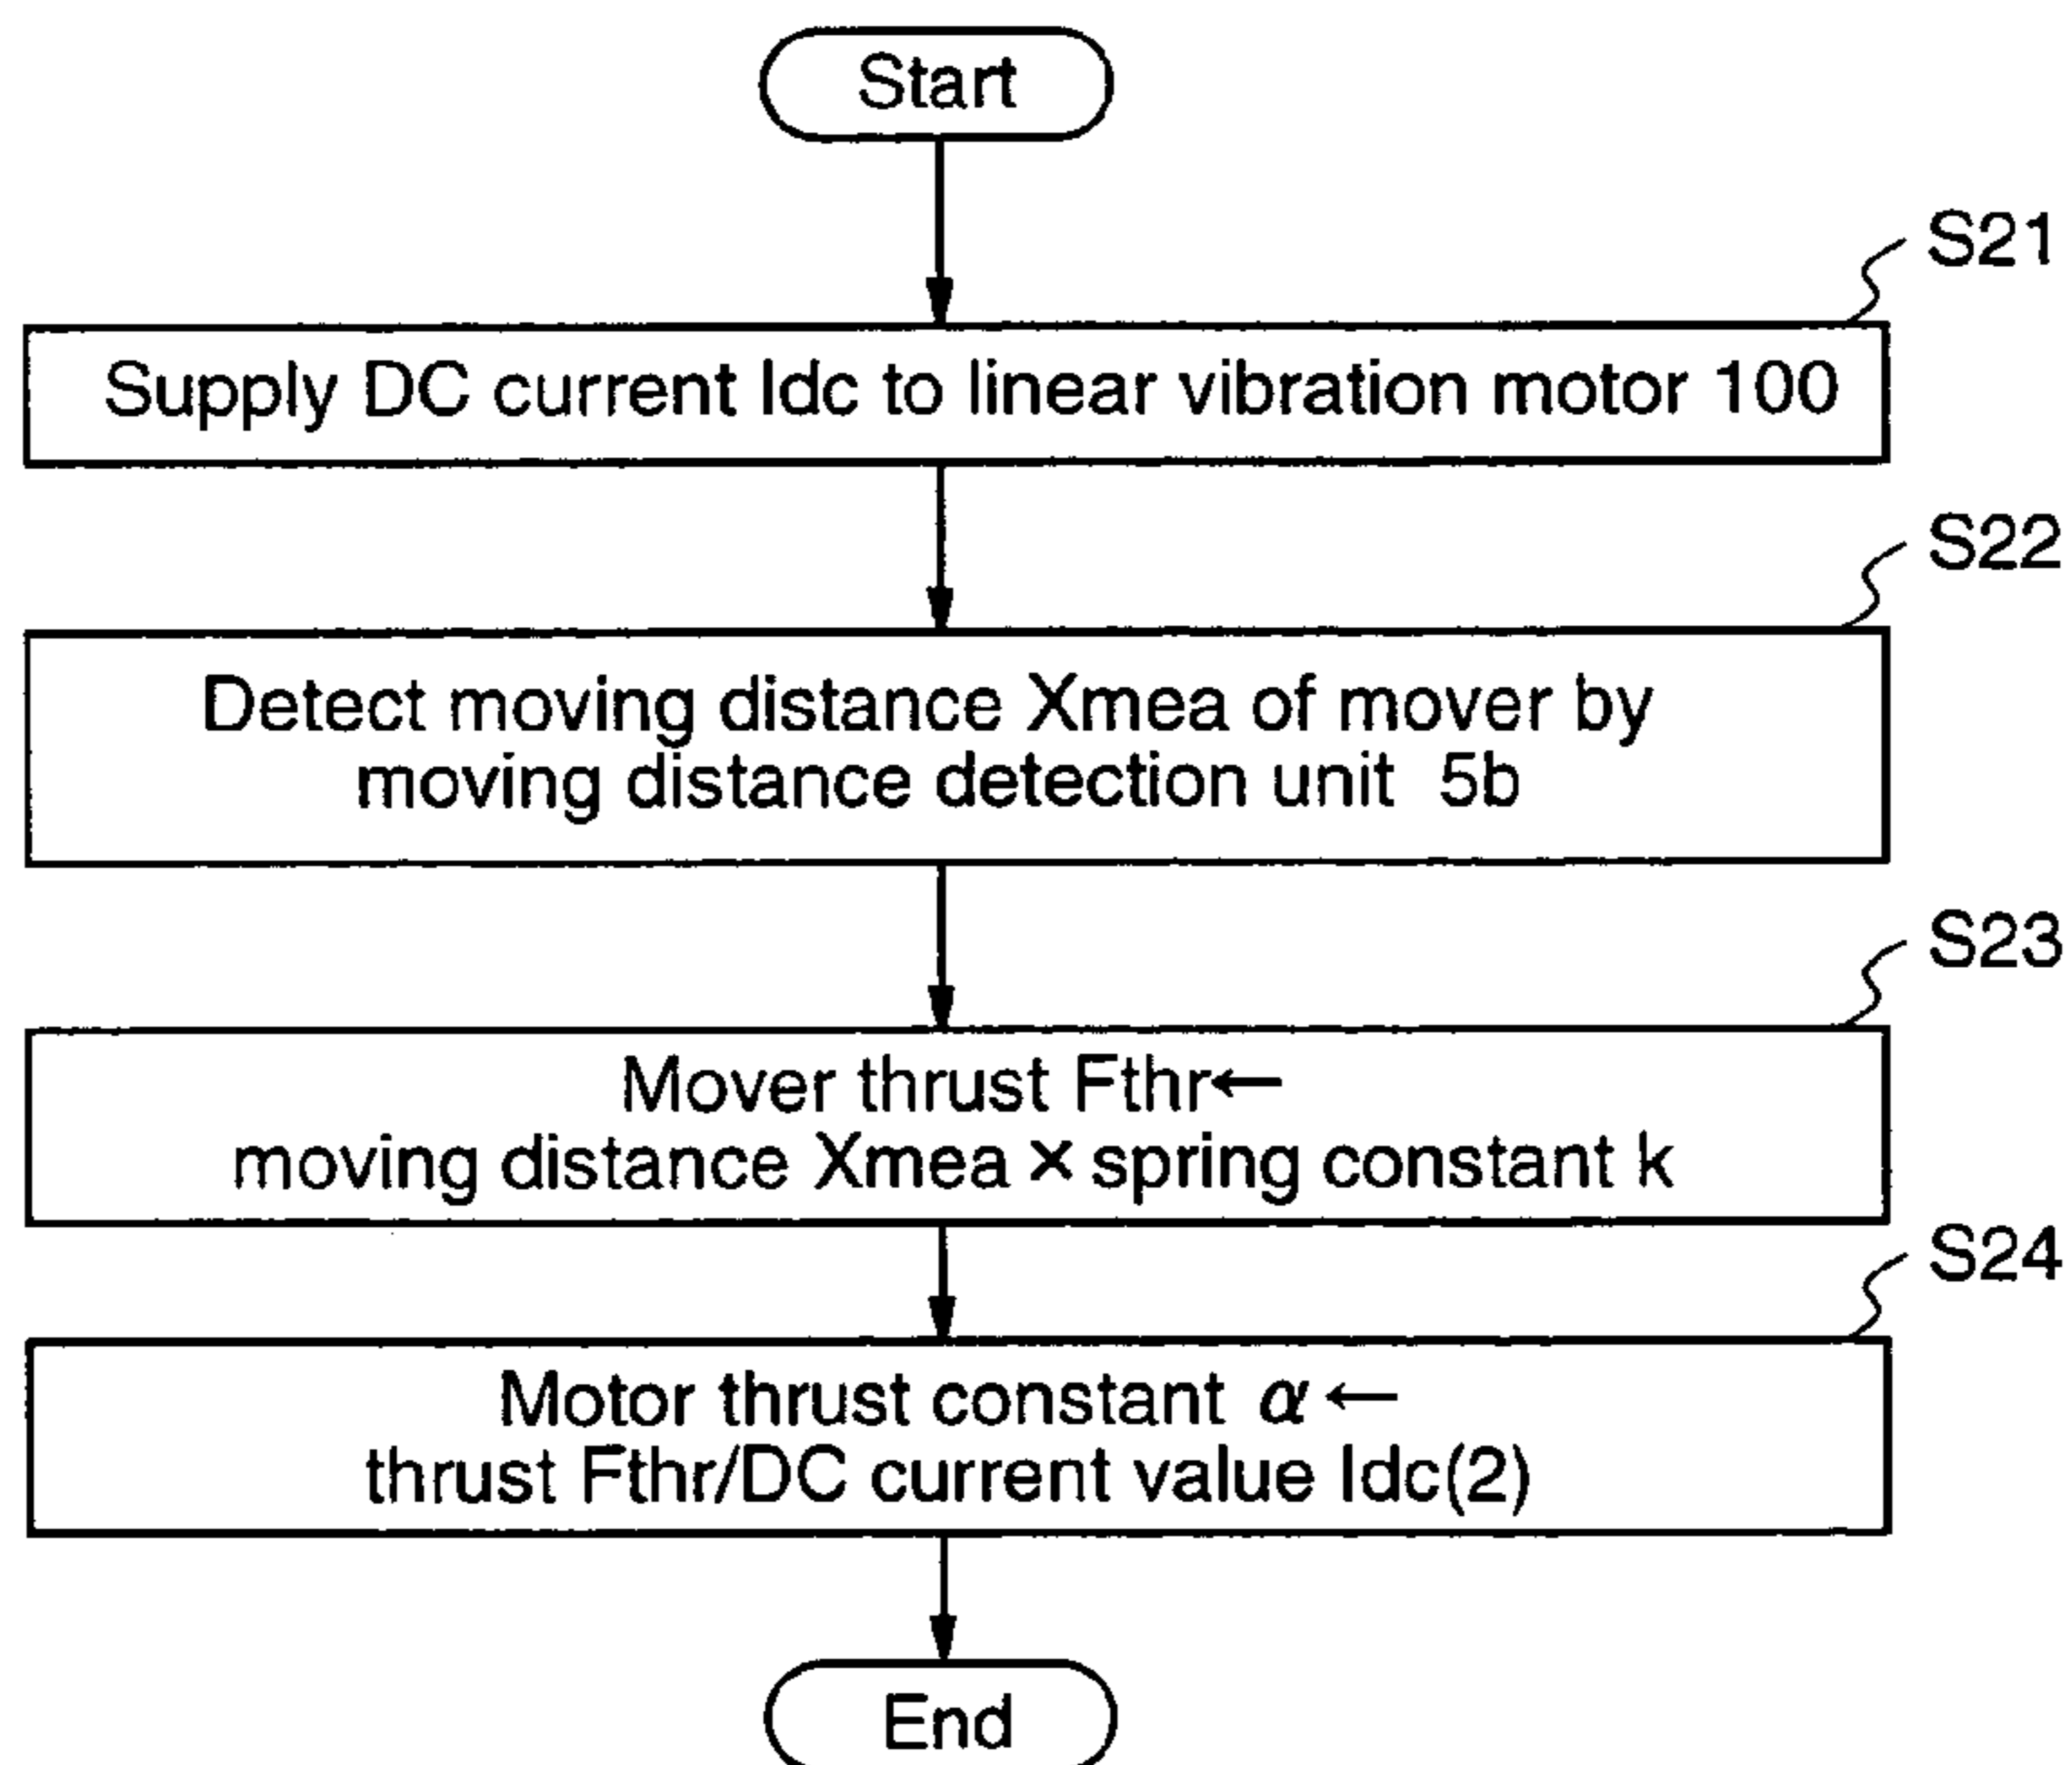 Start
S21
Supply DC current Idc to linear vibration motor 100
S22
Detect moving distance Xmea of mover by
moving distance detection unit 5b
S23
Mover thrust Fthr←
moving distance Xmea × spring constant k
S24
Motor thrust constant α ←
thrust Fthr/DC current value Idc(2)
End